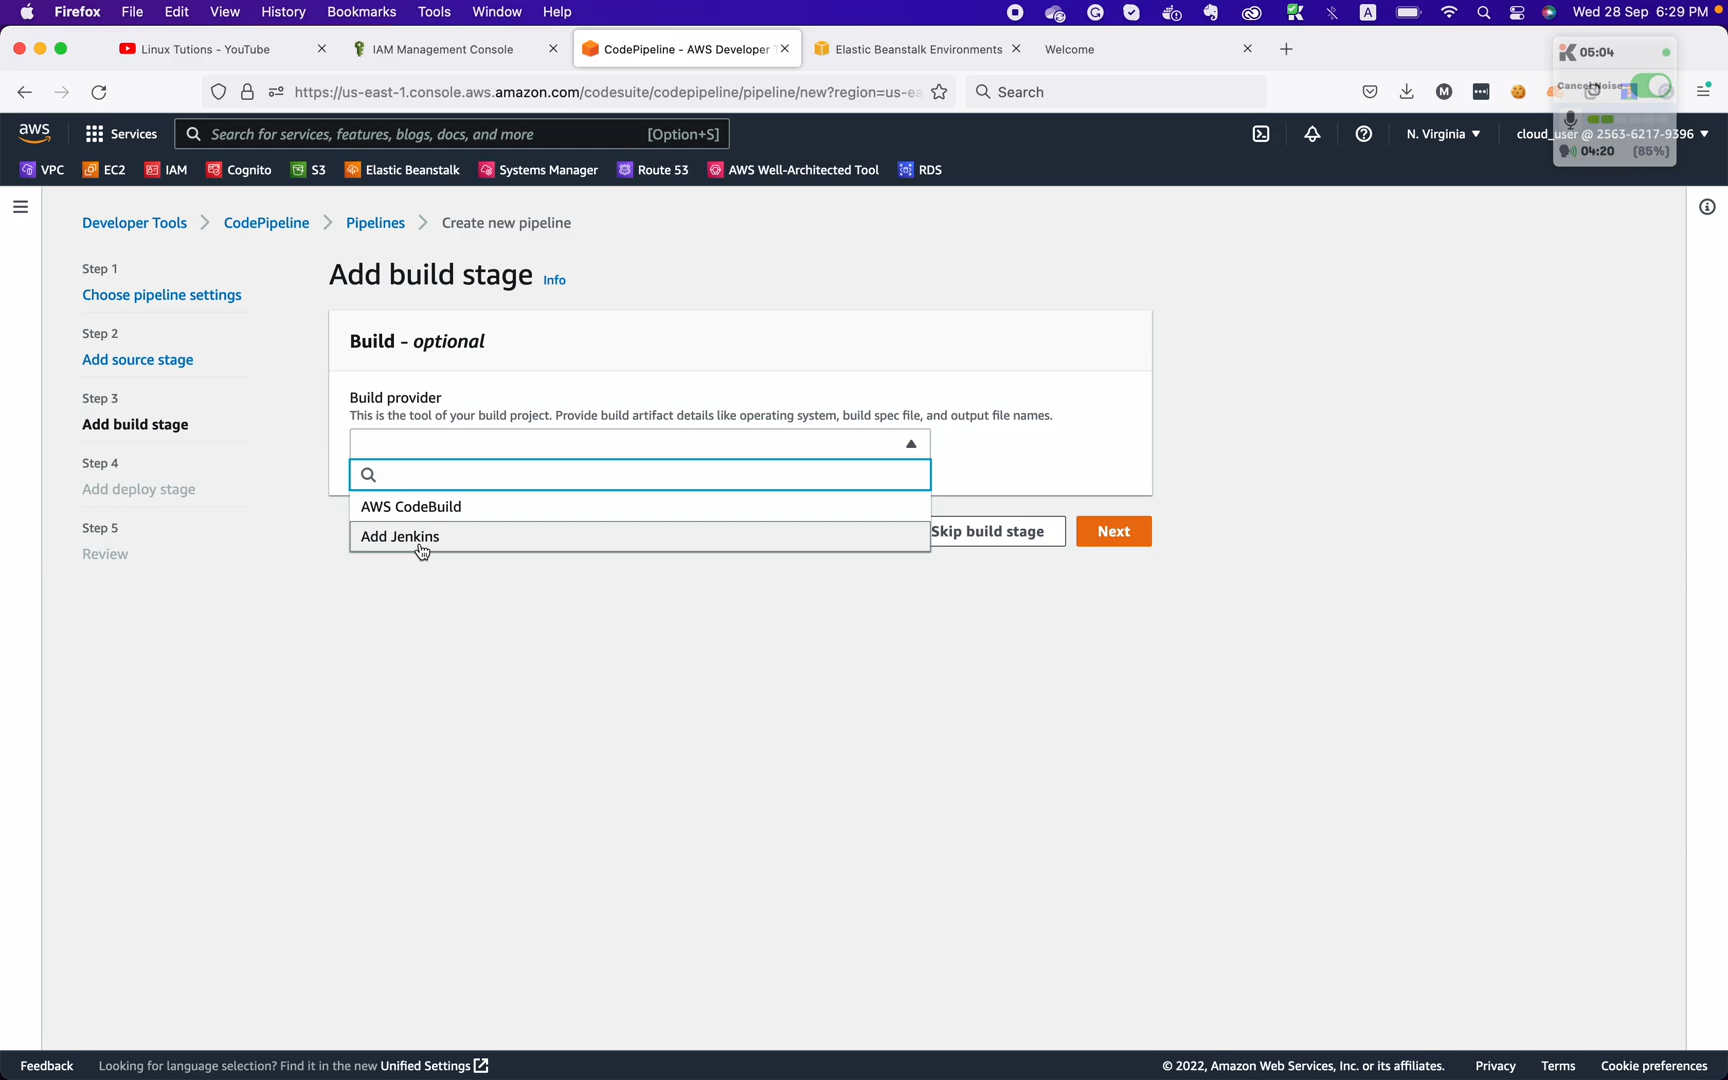 Firefox File Edit View History Bookmarks Tools Window Help
A Wed 28 Sep 6:29 PM
Linux Tutions - YouTube
IAM Management Console
CodePipeline - AWS Developer T
Elastic Beanstalk Environments
Welcome
05:04
https://us-east-1.console.aws.amazon.com/codesuite/codepipeline/pipeline/new?region=us-ea
Search
Cancel Noise
aws Services
Search for services, features, blogs, docs, and more [Option+S]
N. Virginia
cloud_user @ 2563-6217-9396
04:20 (85%)
VPC EC2 IAM Cognito S3 Elastic Beanstalk Systems Manager Route 53 AWS Well-Architected Tool RDS
Developer Tools Pipelines CodePipeline Create new pipeline
Step 1
Choose pipeline settings
Step 2
Add source stage
Step 3
Add build stage
Step 4
Add deploy stage
Step 5
Review
Add build stage Info
Build - optional
Build provider
This is the tool of your build project. Provide build artifact details like operating system, build spec file, and output file names.
AWS CodeBuild
Add Jenkins
Skip build stage
Next
Feedback Looking for language selection? Find it in the new Unified Settings
© 2022, Amazon Web Services, Inc. or its affiliates. Privacy Terms Cookie preferences